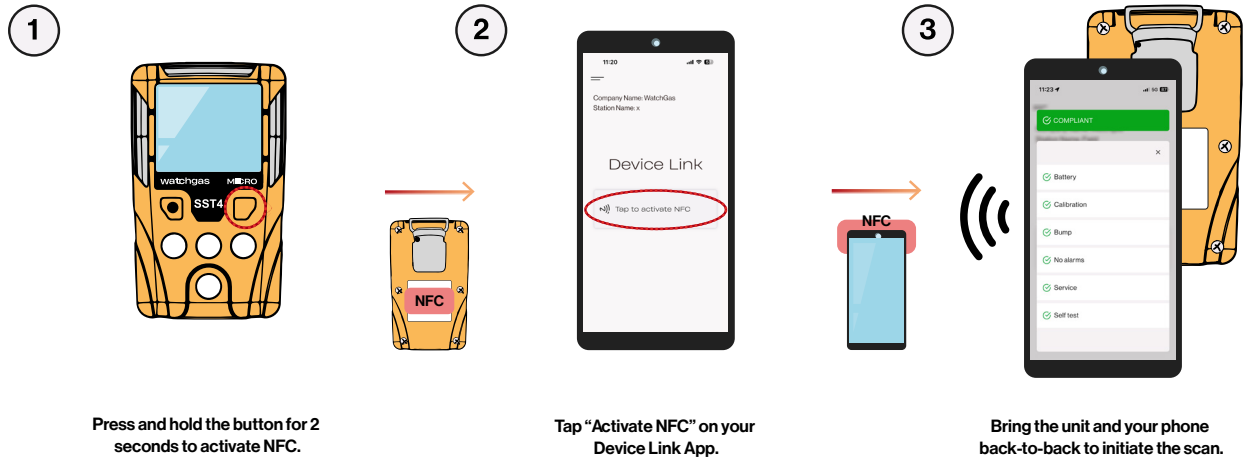 1
2
3
watchgas MICRO
SST4
Press and hold the button for 2
seconds to activate NFC.
NFC
11:20
Company Name: WatchGas
Station Name: x
Device Link
Tap to activate NFC
Tap “Activate NFC” on your
Device Link App.
NFC
11:23
5G 67
COMPLIANT
×
Battery
Calibration
Bump
No alarms
Service
Self test
Bring the unit and your phone
back-to-back to initiate the scan.